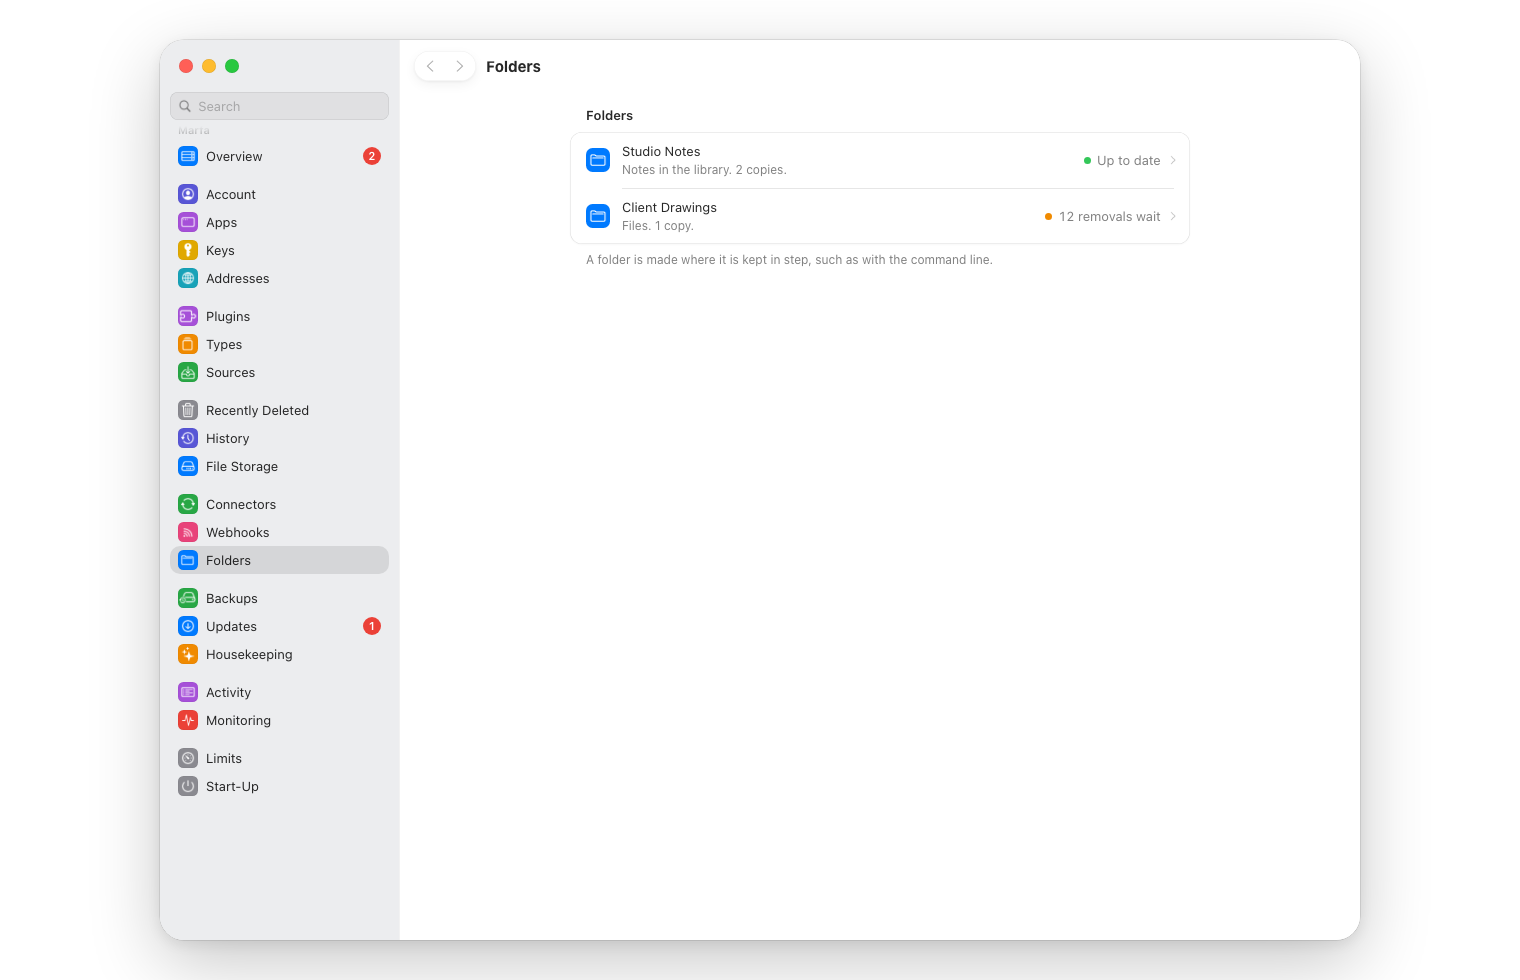 Search
Maria
Overview 2
Account
Apps
Keys
Addresses
Plugins
Types
Sources
Recently Deleted
History
File Storage
Connectors
Webhooks
Folders
Backups
Updates 1
Housekeeping
Activity
Monitoring
Limits
Start-Up
Folders
Folders
Studio Notes
Notes in the library. 2 copies.
Up to date
Client Drawings
Files. 1 copy.
12 removals wait
A folder is made where it is kept in step, such as with the command line.